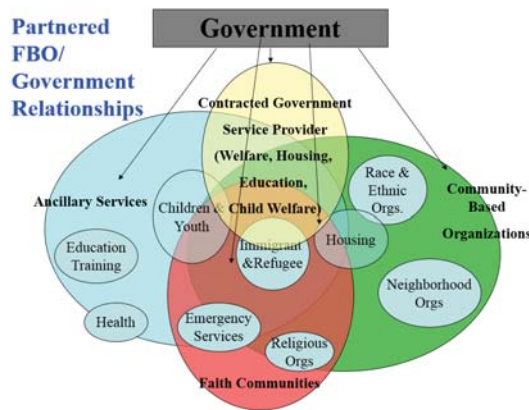 Partnered
FBO/
Government
Relationships
Government
Contracted Government
Service Provider
(Welfare, Housing,
Education,
Child Welfare)
Ancillary Services
Children &
Youth
Race &
Ethnic
Orgs.
Community-
Based
Organizations
Education
Training
Immigrant
&Refugee
Housing
Neighborhood
Orgs
Health
Emergency
Services
Religious
Orgs
Faith Communities